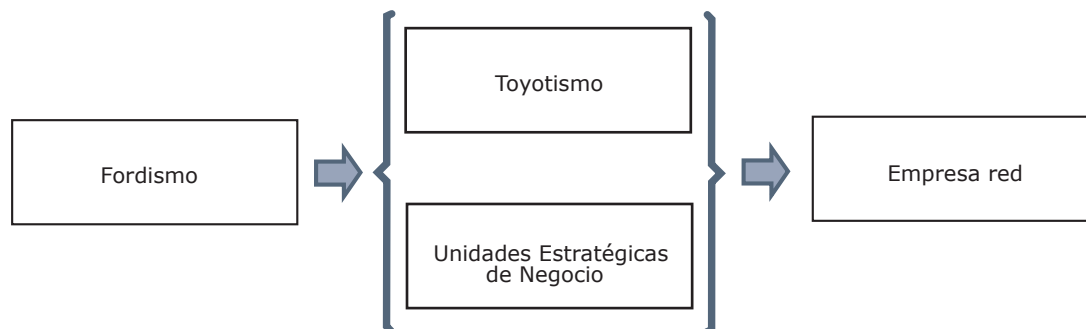 Fordismo
Toyotismo
Unidades Estratégicas
de Negocio
Empresa red